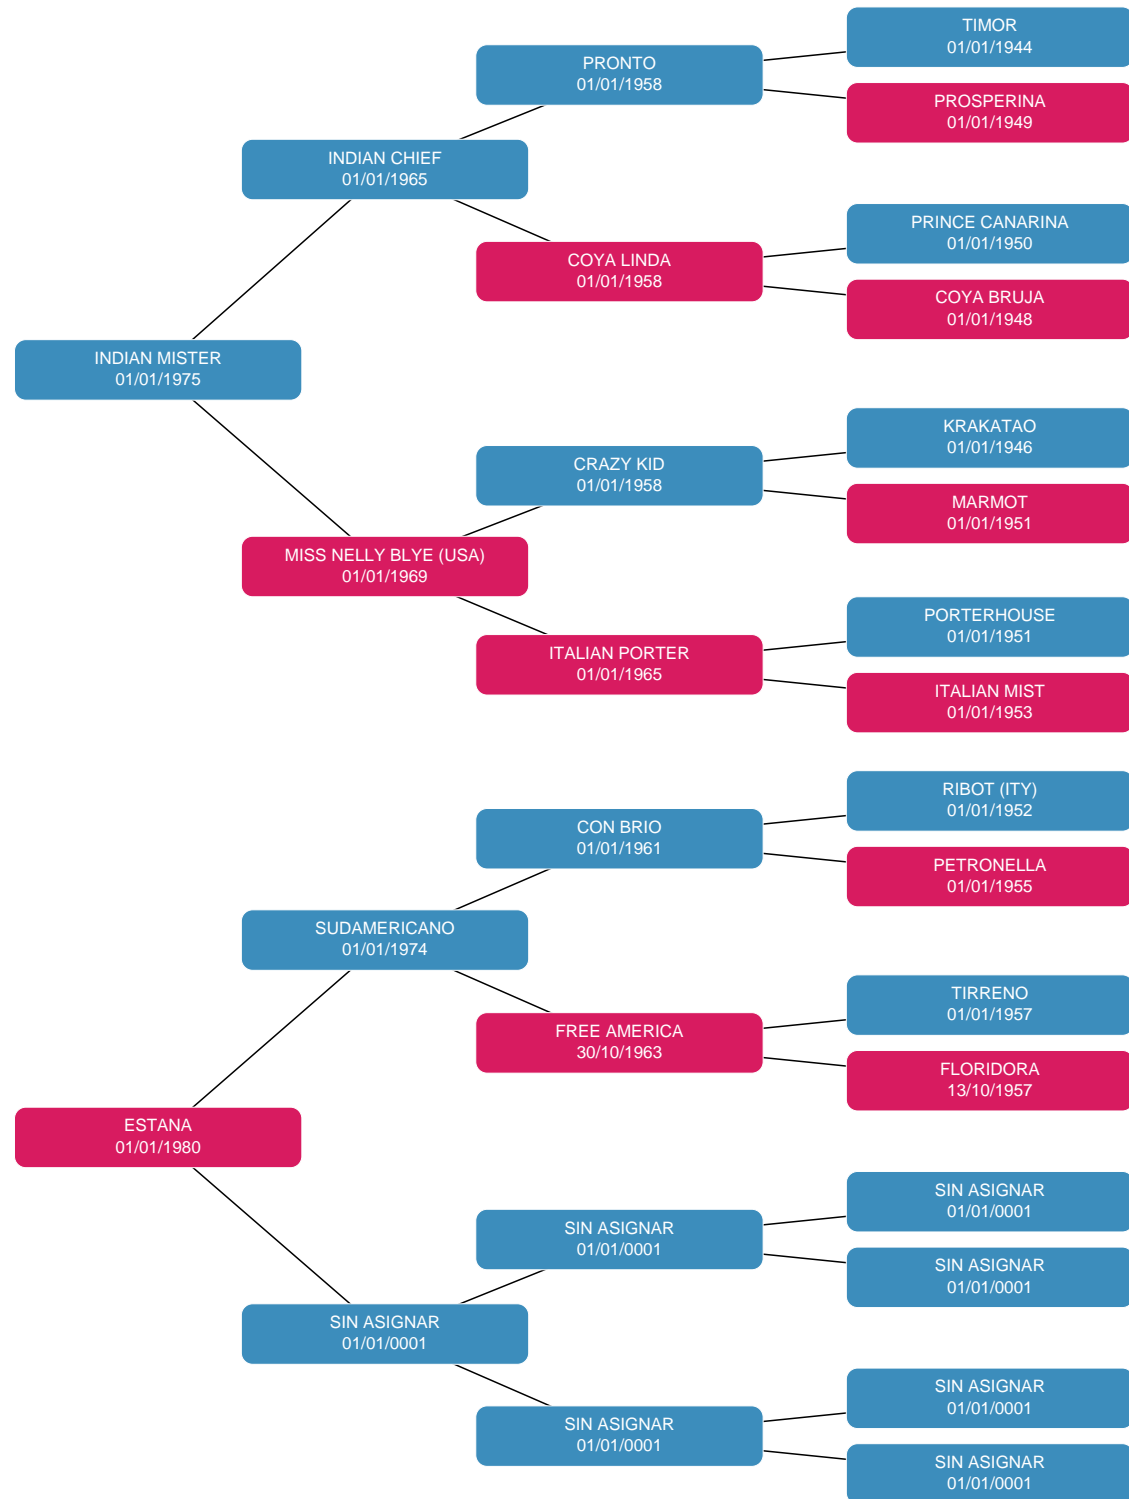 TIMOR
01/01/1944
PRONTO
01/01/1958
PROSPERINA
01/01/1949
INDIAN CHIEF
01/01/1965
PRINCE CANARINA
01/01/1950
COYA LINDA
01/01/1958
COYA BRUJA
01/01/1948
INDIAN MISTER
01/01/1975
KRAKATAO
01/01/1946
CRAZY KID
01/01/1958
MARMOT
01/01/1951
MISS NELLY BLYE (USA)
01/01/1969
PORTERHOUSE
01/01/1951
ITALIAN PORTER
01/01/1965
ITALIAN MIST
01/01/1953
RIBOT (ITY)
01/01/1952
CON BRIO
01/01/1961
PETRONELLA
01/01/1955
SUDAMERICANO
01/01/1974
TIRRENO
01/01/1957
FREE AMERICA
30/10/1963
FLORIDORA
13/10/1957
ESTANA
01/01/1980
SIN ASIGNAR
01/01/0001
SIN ASIGNAR
01/01/0001
SIN ASIGNAR
01/01/0001
SIN ASIGNAR
01/01/0001
SIN ASIGNAR
01/01/0001
SIN ASIGNAR
01/01/0001
SIN ASIGNAR
01/01/0001